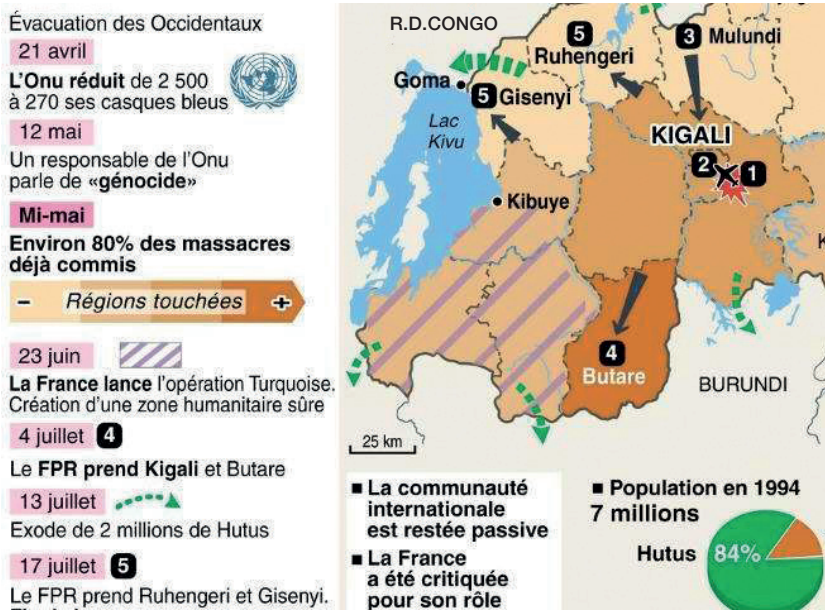 Évacuation des Occidentaux
21 avril
L'Onu réduit de 2 500
à 270 ses casques bleus
12 mai
Un responsable de l'Onu
parle de «génocide»
Mi-mai
Environ 80% des massacres
déjà commis
- Régions touchées +
23 juin
La France lance l'opération Turquoise.
Création d'une zone humanitaire sûre
4 juillet 4
Le FPR prend Kigali et Butare
13 juillet
Exode de 2 millions de Hutus
17 juillet 5
Le FPR prend Ruhengeri et Gisenyi.
R.D.CONGO
5
Ruhengeri
3 Mulundi
Goma
5 Gisenyi
Lac
Kivu
KIGALI
2
1
Kibuye
4
Butare
BURUNDI
25 km
■ La communauté
internationale
est restée passive
■ La France
a été critiquée
pour son rôle
■ Population en 1994
7 millions
Hutus 84%